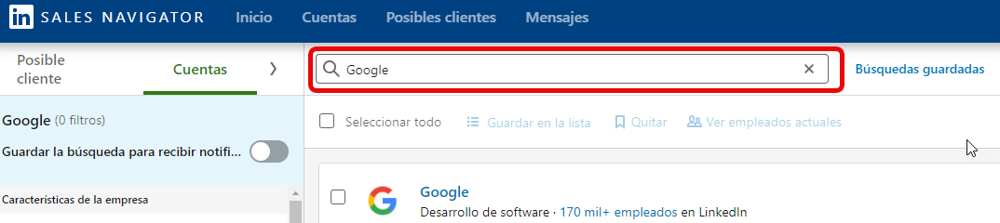 in SALES NAVIGATOR Inicio Cuentas Posibles clientes Mensajes
Posible cliente
Cuentas
Google
Búsquedas guardadas
Google (0 filtros)
Guardar la búsqueda para recibir notifi...
Características de la empresa
Seleccionar todo Guardar en la lista Quitar Ver empleados actuales
Google
Desarrollo de software · 170 mil+ empleados en LinkedIn